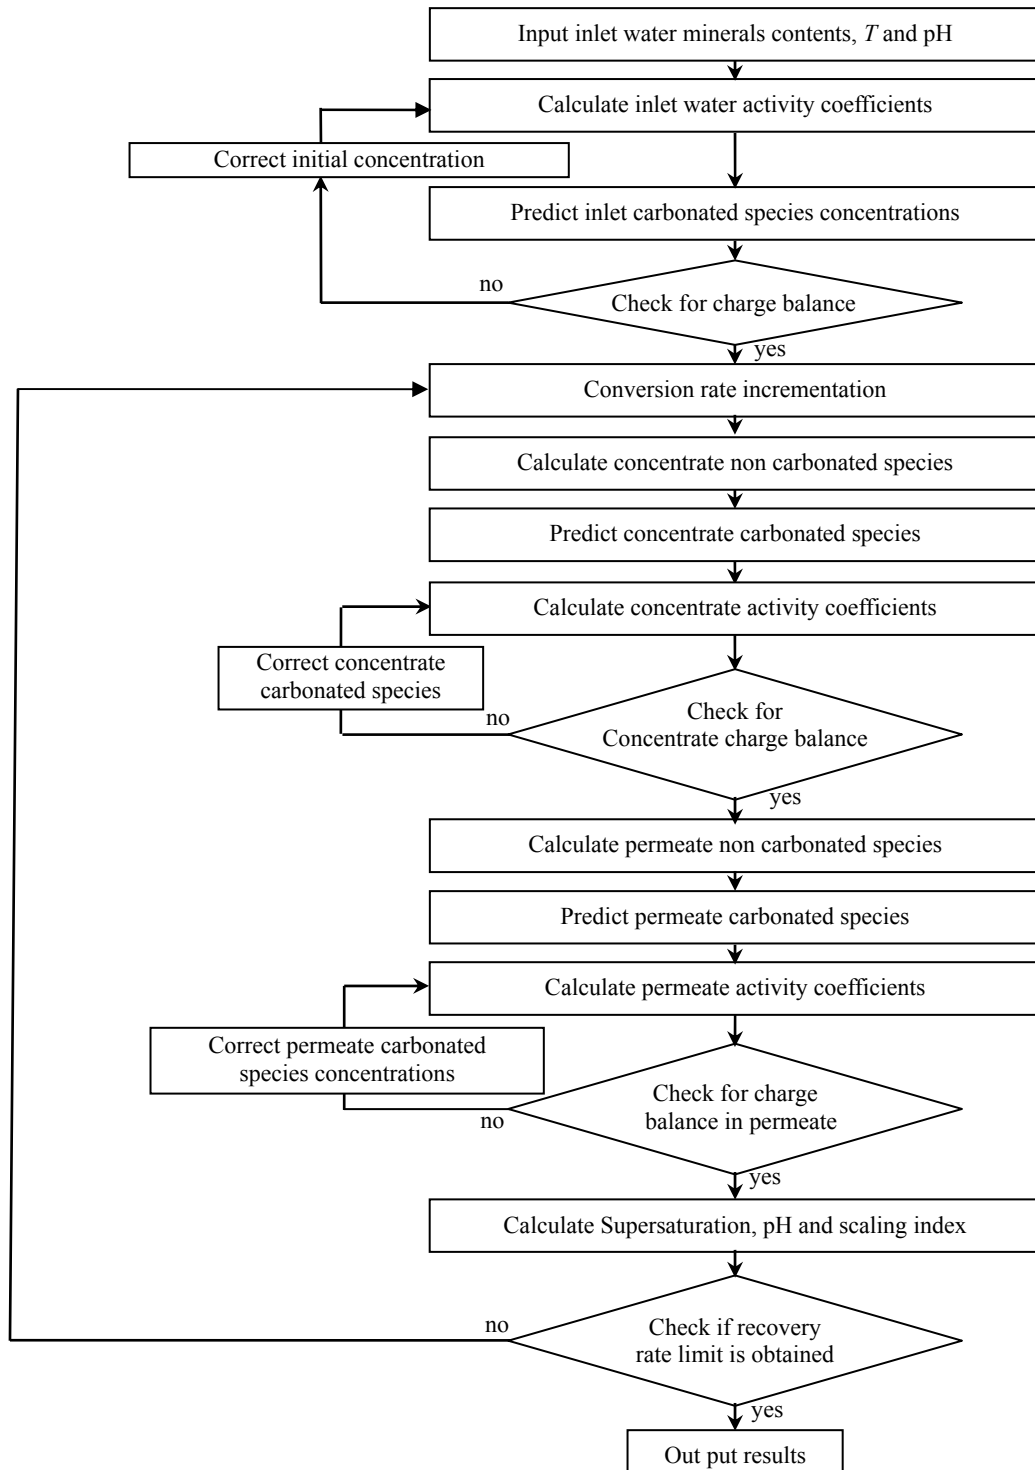 Input inlet water minerals contents, T and pH
Calculate inlet water activity coefficients
Correct initial concentration
Predict inlet carbonated species concentrations
no
Check for charge balance
yes
Conversion rate incrementation
Calculate concentrate non carbonated species
Predict concentrate carbonated species
Calculate concentrate activity coefficients
Correct concentrate
carbonated species
no
Check for
Concentrate charge balance
yes
Calculate permeate non carbonated species
Predict permeate carbonated species
Calculate permeate activity coefficients
Correct permeate carbonated
species concentrations
no
Check for charge
balance in permeate
yes
Calculate Supersaturation, pH and scaling index
no
Check if recovery
rate limit is obtained
yes
Out put results